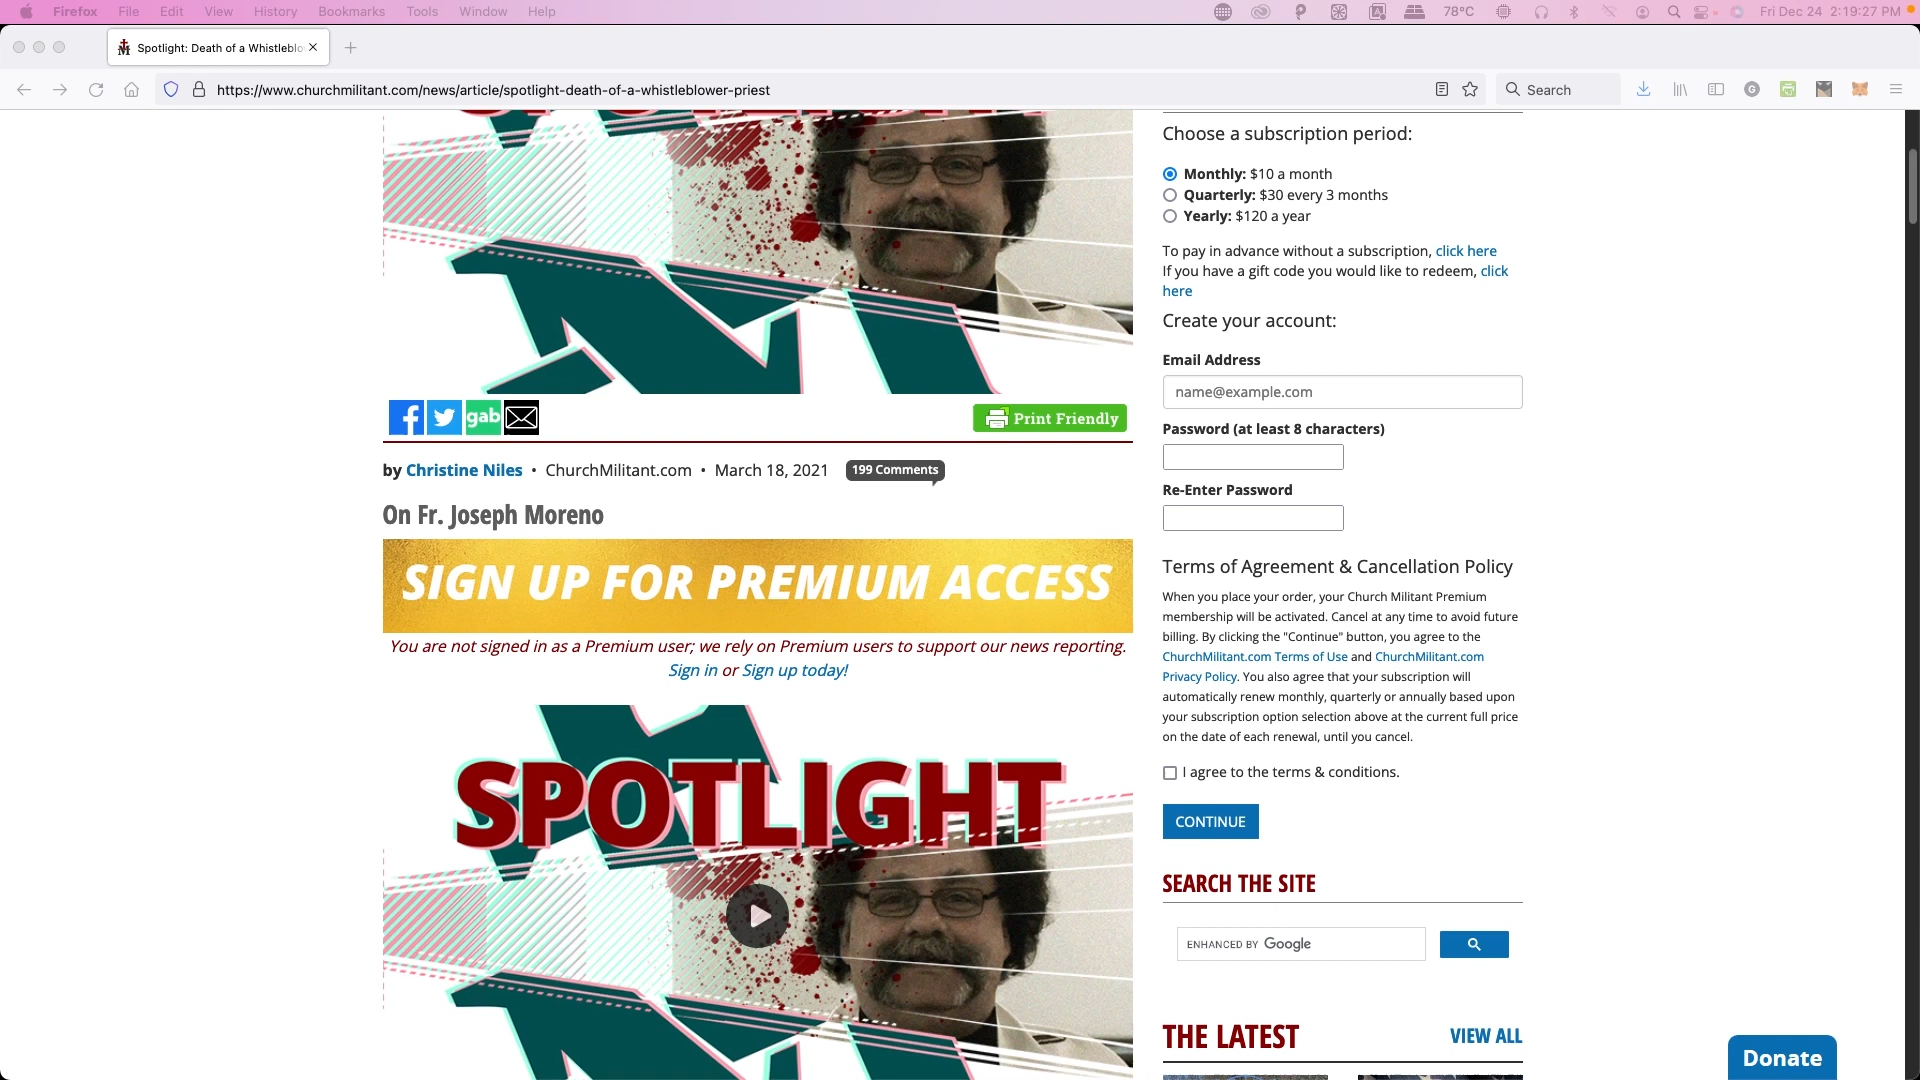 Firefox File Edit View History Bookmarks Tools Window Help
78°C
Fri Dec 24 2:19:27 PM
Spotlight: Death of a Whistleblo
https://www.churchmilitant.com/news/article/spotlight-death-of-a-whistleblower-priest
Search
gab
Print Friendly
by Christine Niles • ChurchMilitant.com • March 18, 2021 199 Comments
On Fr. Joseph Moreno
SIGN UP FOR PREMIUM ACCESS
You are not signed in as a Premium user; we rely on Premium users to support our news reporting.
Sign in or Sign up today!
SPOTLIGHT
Choose a subscription period:
Monthly: $10 a month
Quarterly: $30 every 3 months
Yearly: $120 a year
To pay in advance without a subscription, click here
If you have a gift code you would like to redeem, click
here
Create your account:
Email Address
name@example.com
Password (at least 8 characters)
Re-Enter Password
Terms of Agreement & Cancellation Policy
When you place your order, your Church Militant Premium
membership will be activated. Cancel at any time to avoid future
billing. By clicking the "Continue" button, you agree to the
ChurchMilitant.com Terms of Use and ChurchMilitant.com
Privacy Policy. You also agree that your subscription will
automatically renew monthly, quarterly or annually based upon
your subscription option selection above at the current full price
on the date of each renewal, until you cancel.
I agree to the terms & conditions.
CONTINUE
SEARCH THE SITE
ENHANCED BY Google
THE LATEST
VIEW ALL
Donate